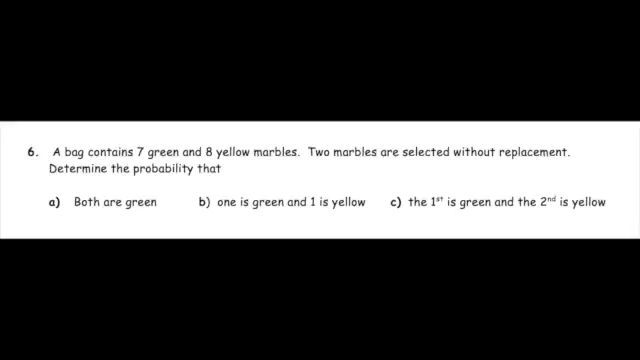 6. A bag contains 7 green and 8 yellow marbles. Two marbles are selected without replacement.
Determine the probability that
a) Both are green b) one is green and 1 is yellow c) the 1st is green and the 2nd is yellow